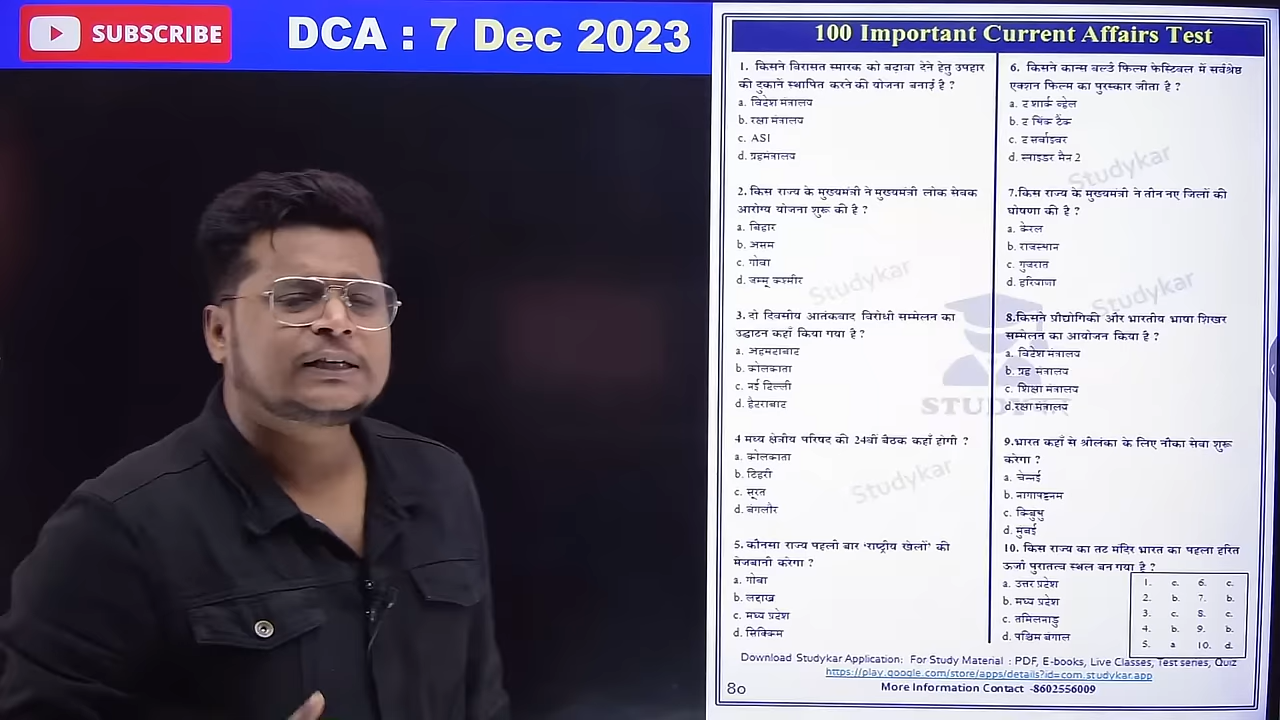 SUBSCRIBE
DCA : 7 Dec 2023
100 Important Current Affairs Test
1. किसने विरासत स्मारक को बढ़ावा देने हेतु उपहार
की दुकानें स्थापित करने की योजना बनाई है ?
a. विदेश मंत्रालय
b. रक्षा मंत्रालय
c. ASI
d. ग्रहमंत्रालय
2. किस राज्य के मुख्यमंत्री ने मुख्यमंत्री लोक सेवक
आरोग्य योजना शुरू की है ?
a. बिहार
b. असम
c. गोवा
d. जम्मू कश्मीर
3. दो दिवसीय आतंकवाद विरोधी सम्मेलन का
उद्घाटन कहाँ किया गया है ?
a. अहमदाबाद
b. कोलकाता
c. नई दिल्ली
d. हैदराबाद
4 मध्य क्षेत्रीय परिषद की 24वीं बैठक कहाँ होगी ?
a. कोलकाता
b. टिहरी
c. सूरत
d. बंगलौर
5. कौनसा राज्य पहली बार 'राष्ट्रीय खेलों' की
मेजबानी करेगा ?
a. गोवा
b. लद्दाख
c. मध्य प्रदेश
d. सिक्किम
6. किसने कान्स वर्ल्ड फिल्म फेस्टिवल में सर्वश्रेष्ठ
एक्शन फिल्म का पुरस्कार जीता है ?
a. द शार्क व्हेल
b. द थिंक टैंक
c. द सर्वाइवर
d. स्पाइडर मैन 2
7.किस राज्य के मुख्यमंत्री ने तीन नए जिलों की
घोषणा की है ?
a. केरल
b. राजस्थान
c. गुजरात
d. हरियाणा
8.किसने प्रौद्योगिकी और भारतीय भाषा शिखर
सम्मेलन का आयोजन किया है ?
a. विदेश मंत्रालय
b. ग्रह मंत्रालय
c. शिक्षा मंत्रालय
d.रक्षा मंत्रालय
9.भारत कहाँ से श्रीलंका के लिए नौका सेवा शुरू
करेगा ?
a. चेन्नई
b. नागापट्टनम
c. किबुथु
d. मुंबई
10. किस राज्य का तट मंदिर भारत का पहला हरित
ऊर्जा पुरातत्व स्थल बन गया है ?
a. उत्तर प्रदेश
b. मध्य प्रदेश
c. तमिलनाडु
d. पश्चिम बंगाल
1. c. 6. c.
2. b. 7. b.
3. c. 8. c.
4. b. 9. b.
5. a 10. d.
Studykar
Studykar
Studykar
Studykar
Download Studykar Application: For Study Material : PDF, E-books, Live Classes, Test series, Quiz
https://play.google.com/store/apps/details?id=com.studykar.app
More Information Contact -8602556009
80